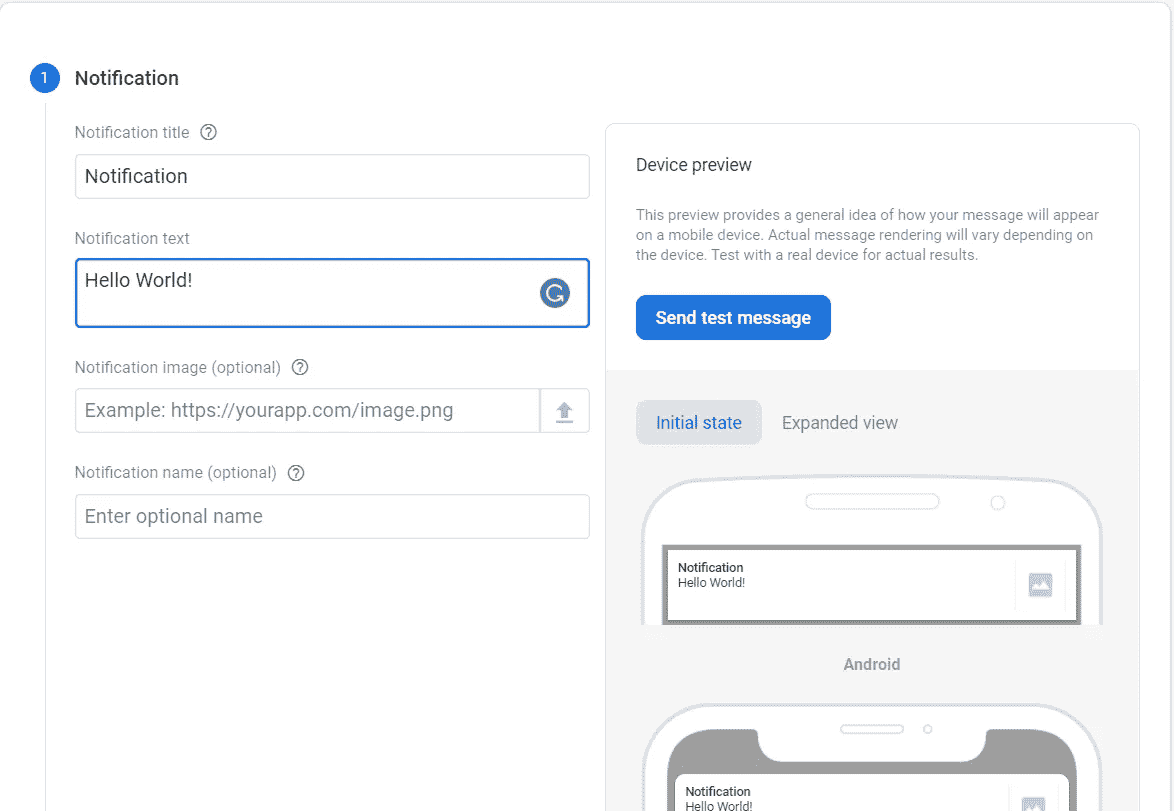 1 Notification
Notification title ?
Notification
Notification text
Hello World!
Notification image (optional) ?
Example: https://yourapp.com/image.png
Notification name (optional) ?
Enter optional name
Device preview
This preview provides a general idea of how your message will appear
on a mobile device. Actual message rendering will vary depending on
the device. Test with a real device for actual results.
Send test message
Initial state Expanded view
Notification
Hello World!
Android
Notification
Hello World!